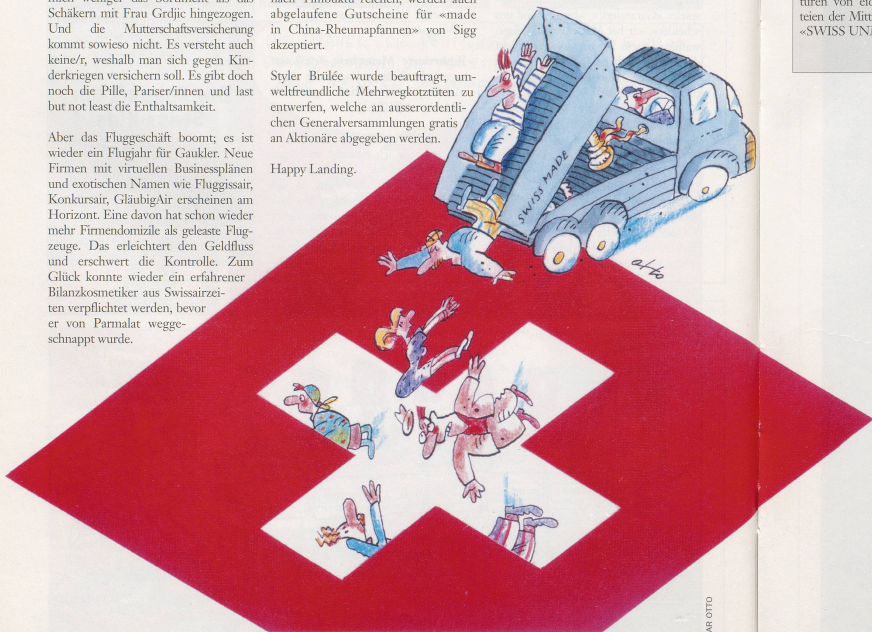 Schäkern mit Frau Grdjic hingezogen.
Und die Mutterschaftsversicherung
kommt sowieso nicht. Es versteht auch
keine/r, weshalb man sich gegen Kin-
derkriegen versichern soll. Es gibt doch
noch die Pille, Pariser/innen und last
but not least die Enthaltsamkeit.
Aber das Fluggeschäft boomt; es ist
wieder ein Flugjahr für Gaukler. Neue
Firmen mit virtuellen Businessplänen
und exotischen Namen wie Fluggissair,
Konkursair, GläubigAir erscheinen am
Horizont. Eine davon hat schon wieder
mehr Firmendomizile als geleaste Flug-
zeuge. Das erleichtert den Geldfluss
und erschwert die Kontrolle. Zum
Glück konnte wieder ein erfahrener
Bilanzkosmetiker aus Swissairzei-
ten verpflichtet werden, bevor
er von Parmalat wegge-
schnappt wurde.
abgelaufene Gutscheine für «made
in China-Rheumapfannen» von Sigg
akzeptiert.
Styler Brülée wurde beauftragt, um-
weltfreundliche Mehrwegkotztüten zu
entwerfen, welche an ausserordentli-
chen Generalversammlungen gratis
an Aktionäre abgegeben werden.
Happy Landing.
turen von
teien der
«SWISS
SWISS MADE
otto
OTTO